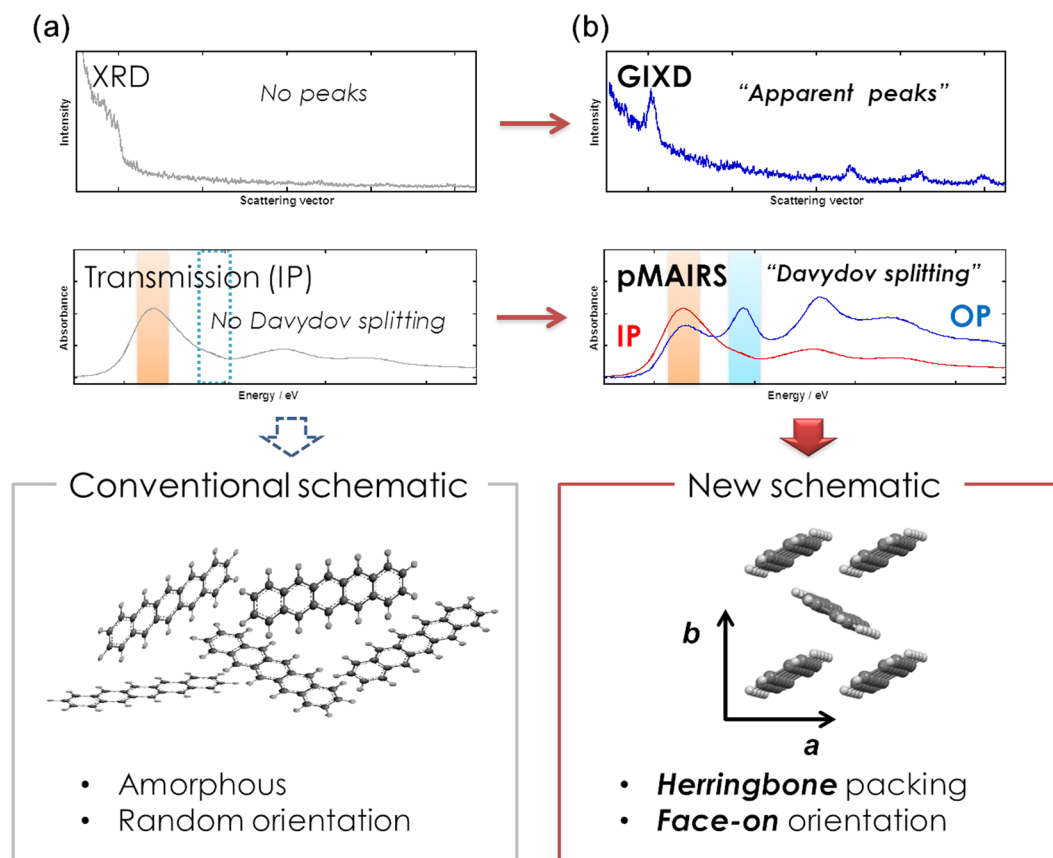 (a)
XRD
No peaks
Intensity
Scattering vector
Transmission (IP)
No Davydov splitting
Absorbance
Energy / eV
Conventional schematic
• Amorphous
• Random orientation
(b)
GIXD
“Apparent peaks”
Intensity
Scattering vector
pMAIRS
“Davydov splitting”
IP
OP
Absorbance
Energy / eV
New schematic
b
a
• Herringbone packing
• Face-on orientation